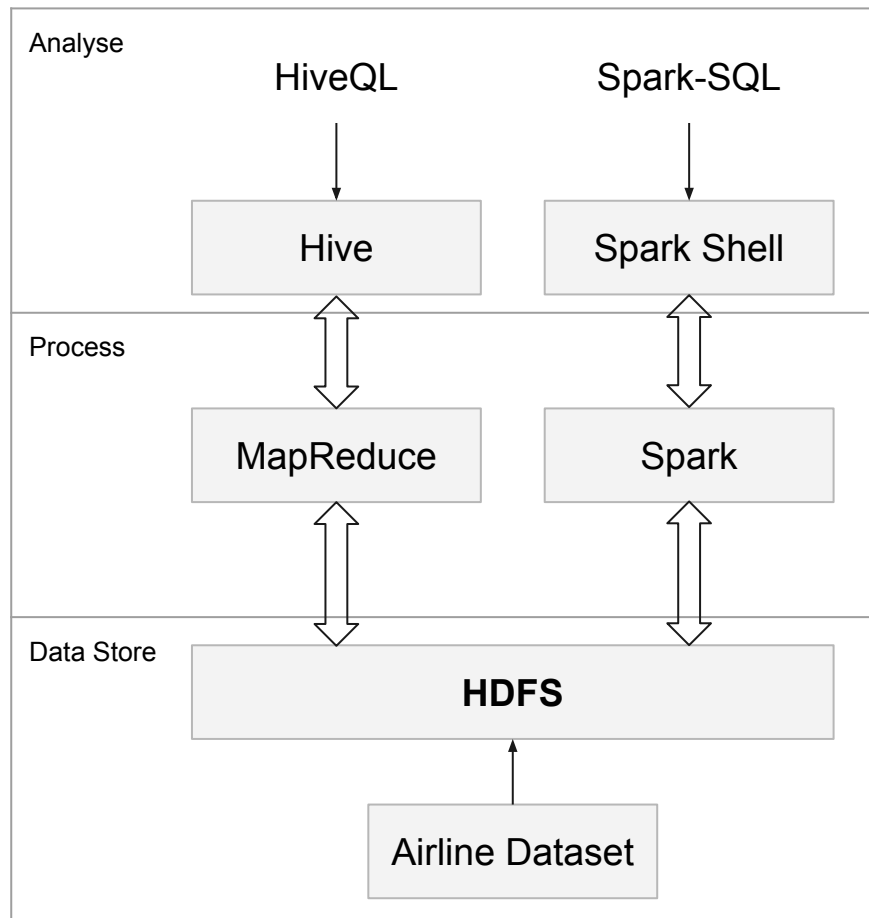 Analyse
HiveQL
Spark-SQL
Hive
Spark Shell
Process
MapReduce
Spark
Data Store
HDFS
Airline Dataset